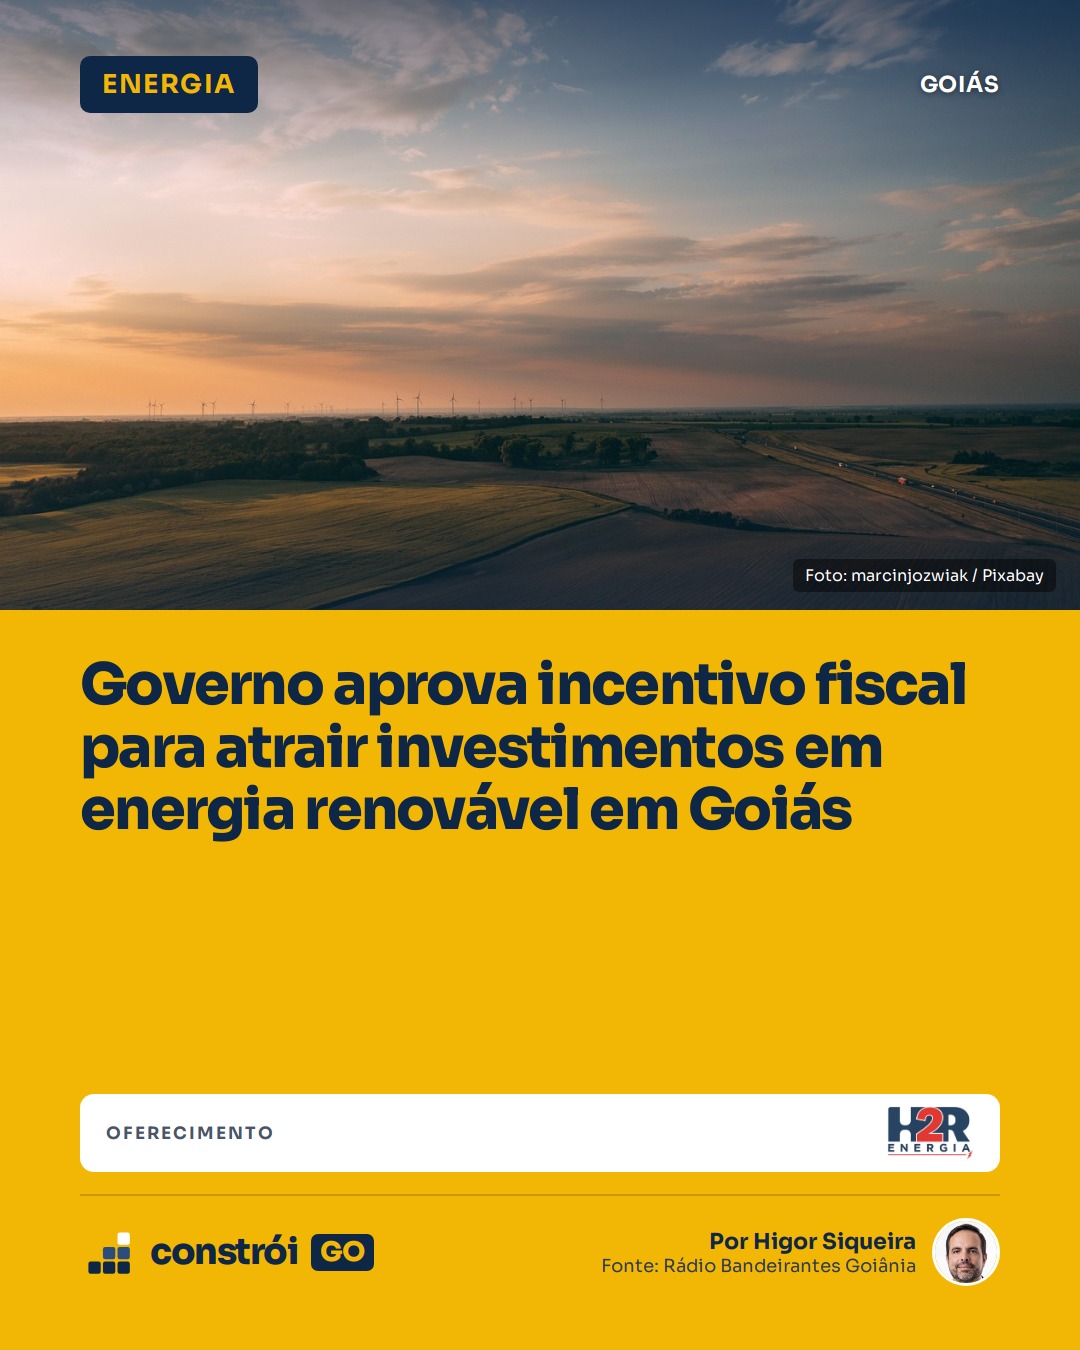 ENERGIA
GOIÁS
Foto: marcinjozwiak / Pixabay
Governo aprova incentivo fiscal
para atrair investimentos em
energia renovável em Goiás
OFERECIMENTO
H2R
ENERGIA
constrói GO
Por Higor Siqueira
Fonte: Rádio Bandeirantes Goiânia